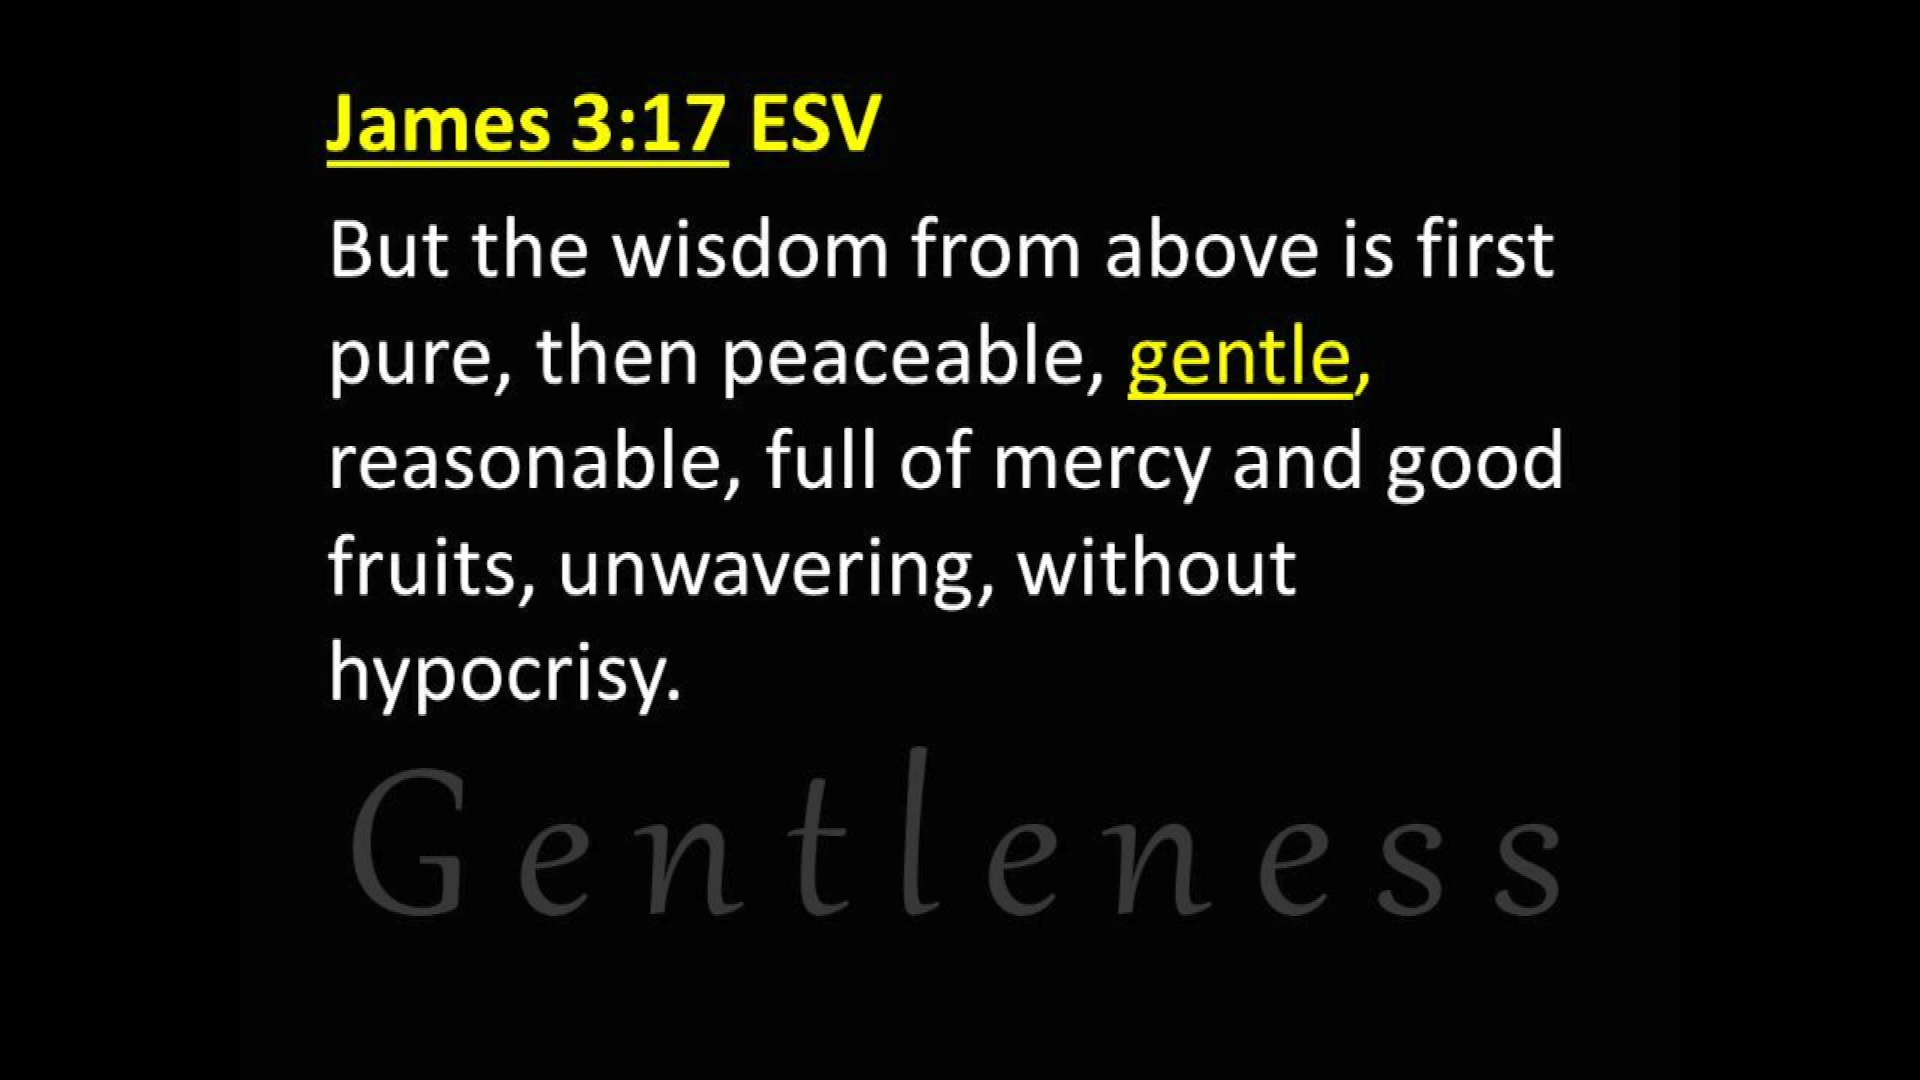 James 3:17 ESV
But the wisdom from above is first
pure, then peaceable, gentle,
reasonable, full of mercy and good
fruits, unwavering, without
hypocrisy.
Gentleness